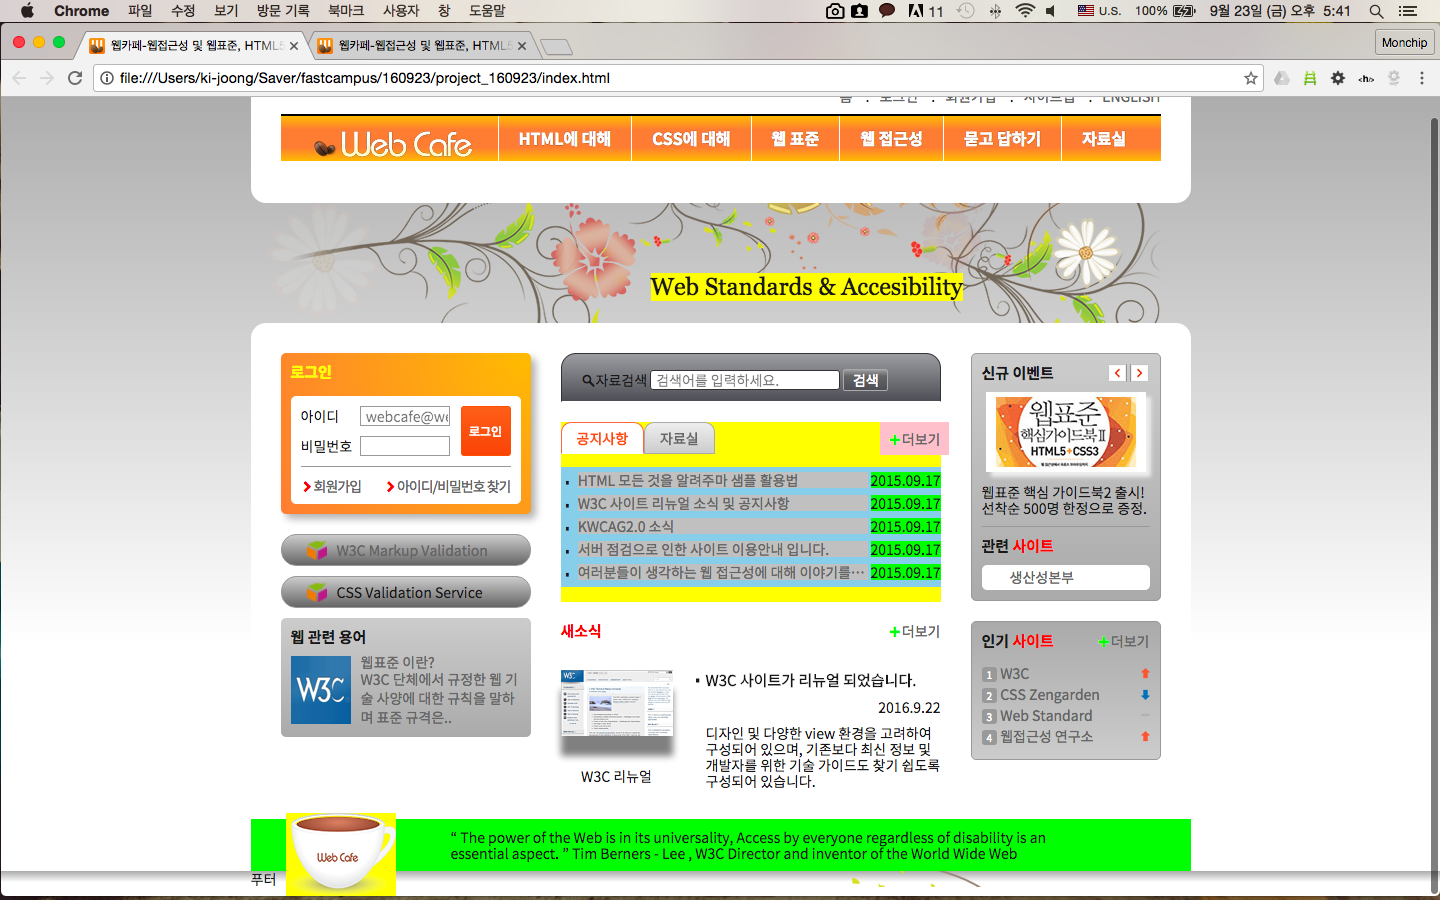 Chrome 파일 수정 보기 방문 기록 북마크 사용자 창 도움말 11 U.S. 100% 9월 23일 (금) 오후 5:41
웹카페-웹접근성 및 웹표준, HTML5 웹카페-웹접근성 및 웹표준, HTML5 Monchip
file:///Users/ki-joong/Saver/fastcampus/160923/project_160923/index.html
홈 : 로그인 : 회원가입 : 사이트맵 : ENGLISH
Web Cafe HTML에 대해 CSS에 대해 웹 표준 웹 접근성 묻고 답하기 자료실
Web Standards & Accesibility
로그인
아이디 webcafe@we
비밀번호
로그인
회원가입 아이디/비밀번호 찾기
W3C Markup Validation
CSS Validation Service
웹 관련 용어
W3C
웹표준 이란?
W3C 단체에서 규정한 웹 기
술 사양에 대한 규칙을 말하
며 표준 규격은..
자료검색 검색어를 입력하세요. 검색
공지사항 자료실 더보기
HTML 모든 것을 알려주마 샘플 활용법 2015.09.17
W3C 사이트 리뉴얼 소식 및 공지사항 2015.09.17
KWCAG2.0 소식 2015.09.17
서버 점검으로 인한 사이트 이용안내 입니다. 2015.09.17
여러분들이 생각하는 웹 접근성에 대해 이야기를… 2015.09.17
새소식 더보기
W3C
W3C 리뉴얼
W3C 사이트가 리뉴얼 되었습니다.
2016.9.22
디자인 및 다양한 view 환경을 고려하여
구성되어 있으며, 기존보다 최신 정보 및
개발자를 위한 기술 가이드도 찾기 쉽도록
구성되어 있습니다.
신규 이벤트
웹표준
핵심가이드북 II
HTML5+CSS3
웹표준 핵심 가이드북2 출시!
선착순 500명 한정으로 증정.
관련 사이트
생산성본부
인기 사이트 더보기
1 W3C
2 CSS Zengarden
3 Web Standard
4 웹접근성 연구소
Web Cafe
“ The power of the Web is in its universality, Access by everyone regardless of disability is an
essential aspect. ” Tim Berners - Lee , W3C Director and inventor of the World Wide Web
푸터